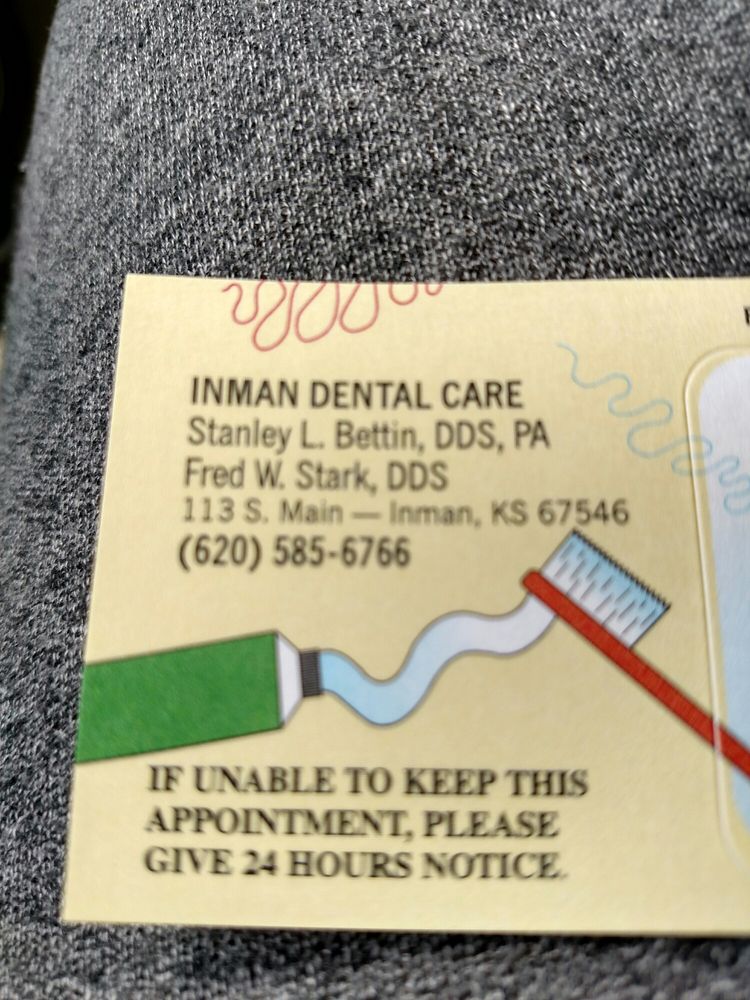 INMAN DENTAL CARE
Stanley L. Bettin, DDS, PA
Fred W. Stark, DDS
113 S. Main — Inman, KS 67546
(620) 585-6766
IF UNABLE TO KEEP THIS
APPOINTMENT, PLEASE
GIVE 24 HOURS NOTICE.